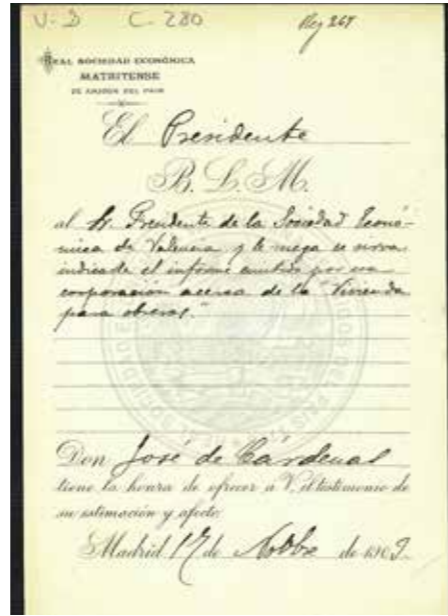 V-3 C-280
Reg 267
REAL SOCIEDAD ECONÓMICA
MATRITENSE
DE AMIGOS DEL PAIS
El Presidente
B. L. M.
al Sr. Presidente de la Sociedad Econó-
mica de Valencia y le ruega se sirva
indicarle el informe emitido por esa
corporación acerca de la "Vivienda
para obreros."
Don José de Cárdenas
tiene la honra de ofrecer a V. el testimonio de
su estimación y afecto.
Madrid 17 de Nobbe de 1909.